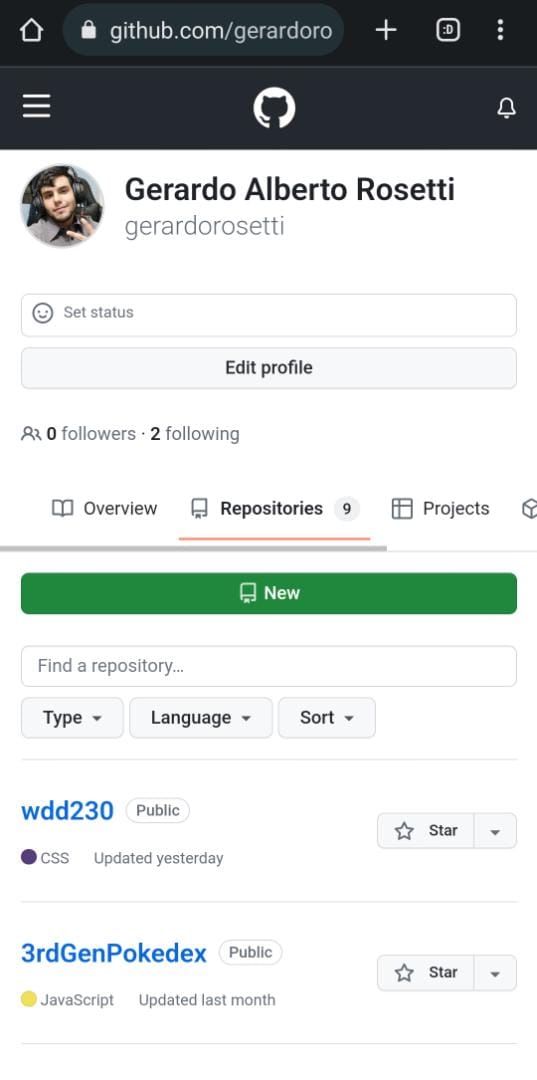 github.com/gerardoro
:D
Gerardo Alberto Rosetti
gerardorosetti
Set status
Edit profile
0 followers · 2 following
Overview Repositories 9 Projects
New
Find a repository...
Type Language Sort
wdd230 Public
Star
CSS Updated yesterday
3rdGenPokedex Public
Star
JavaScript Updated last month